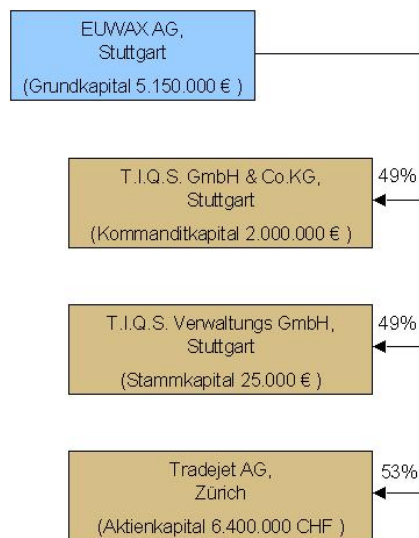 EUWAX AG,
Stuttgart
(Grundkapital 5.150.000 € )
T.I.Q.S. GmbH & Co.KG,
Stuttgart
(Kommanditkapital 2.000.000 € )
49%
T.I.Q.S. Verwaltungs GmbH,
Stuttgart
(Stammkapital 25.000 € )
49%
Tradejet AG,
Zürich
(Aktienkapital 6.400.000 CHF )
53%